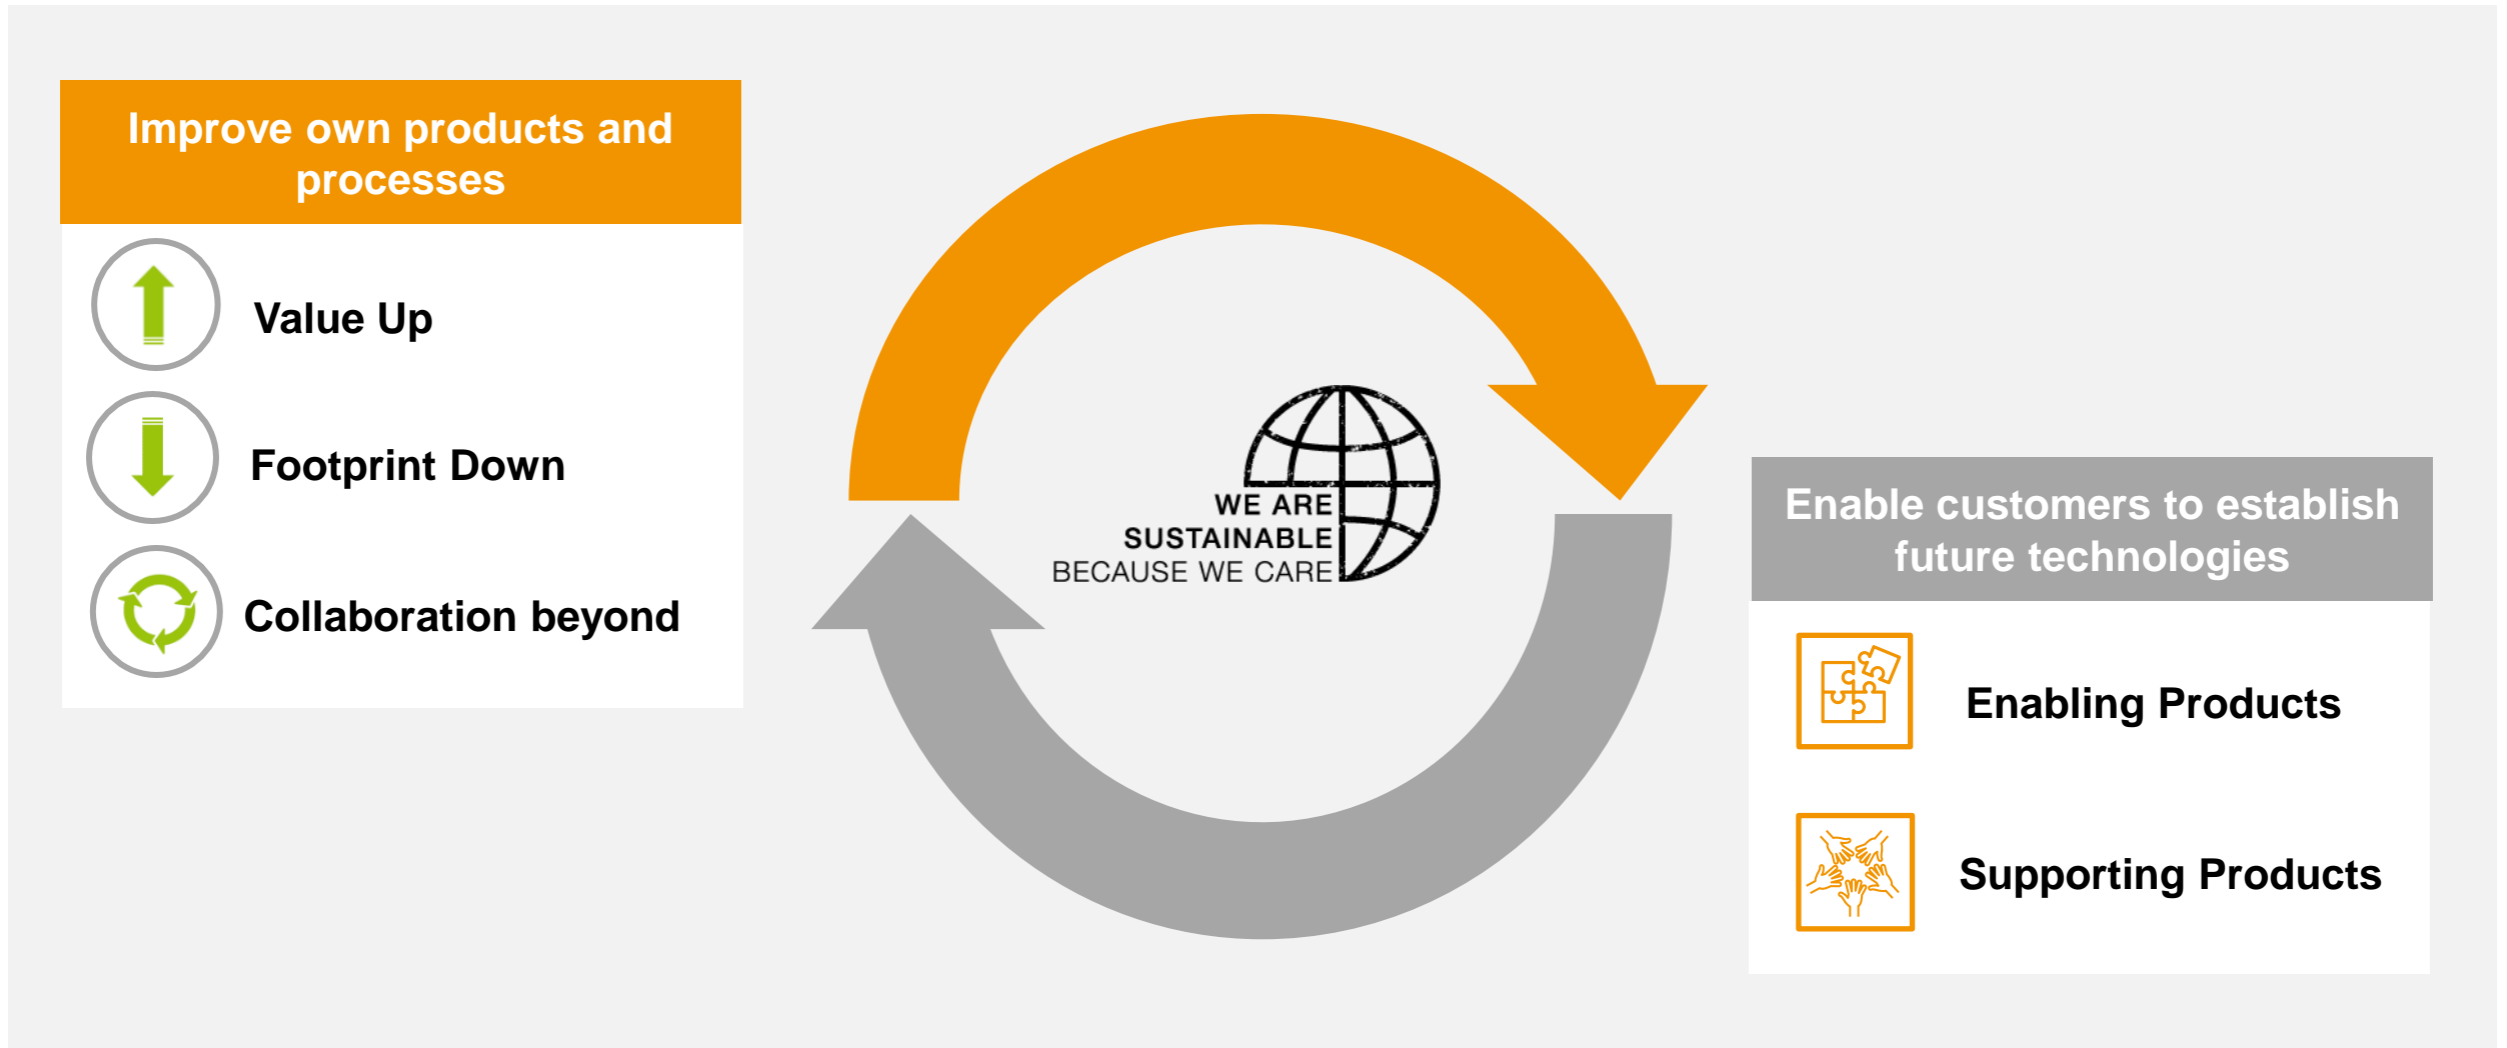 Improve own products and
processes
Value Up
Footprint Down
Collaboration beyond
WE ARE
SUSTAINABLE
BECAUSE WE CARE
Enable customers to establish
future technologies
Enabling Products
Supporting Products